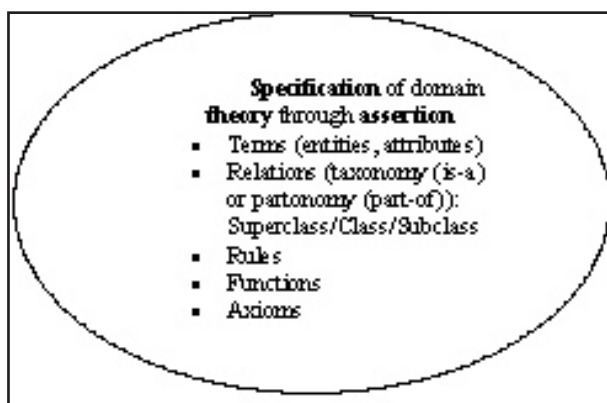 Specification of domain
theory through assertion
▪ Terms (entities, attributes)
▪ Relations (taxonomy (is-a)
or partonomy (part-of)):
Superclass/Class/Subclass
▪ Rules
▪ Functions
▪ Axioms